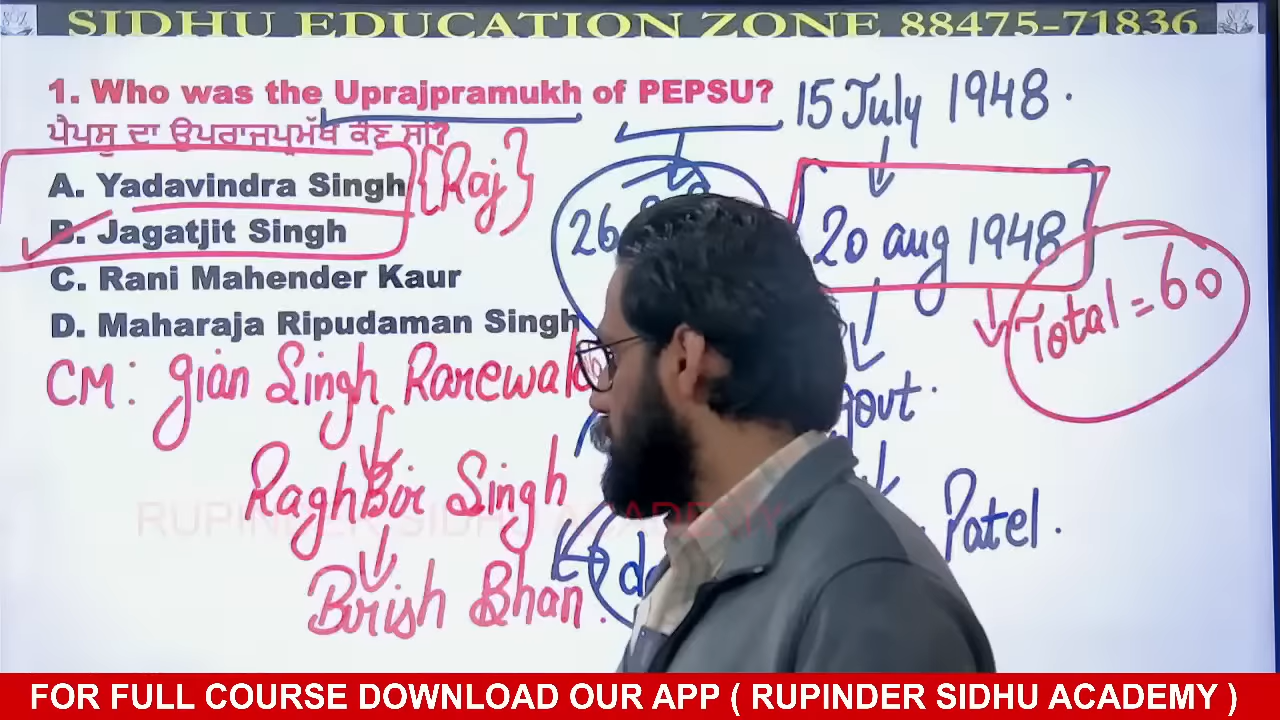 SIDHU EDUCATION ZONE 88475-71836
1. Who was the Uprajpramukh of PEPSU?
15 July 1948.
ਪੈਪਸੂ ਦਾ ਉਪਰਾਜਪ੍ਰਮੁੱਖ ਕੌਣ ਸੀ?
A. Yadavindra Singh {Raj}
B. Jagatjit Singh
26
20 aug 1948
C. Rani Mahender Kaur
Total = 60
D. Maharaja Ripudaman Singh
CM: Gian Singh Rarewal
Govt.
Raghbir Singh
Patel.
RUPINDER SIDHU ACADEMY
Brish Bhan.
FOR FULL COURSE DOWNLOAD OUR APP ( RUPINDER SIDHU ACADEMY )